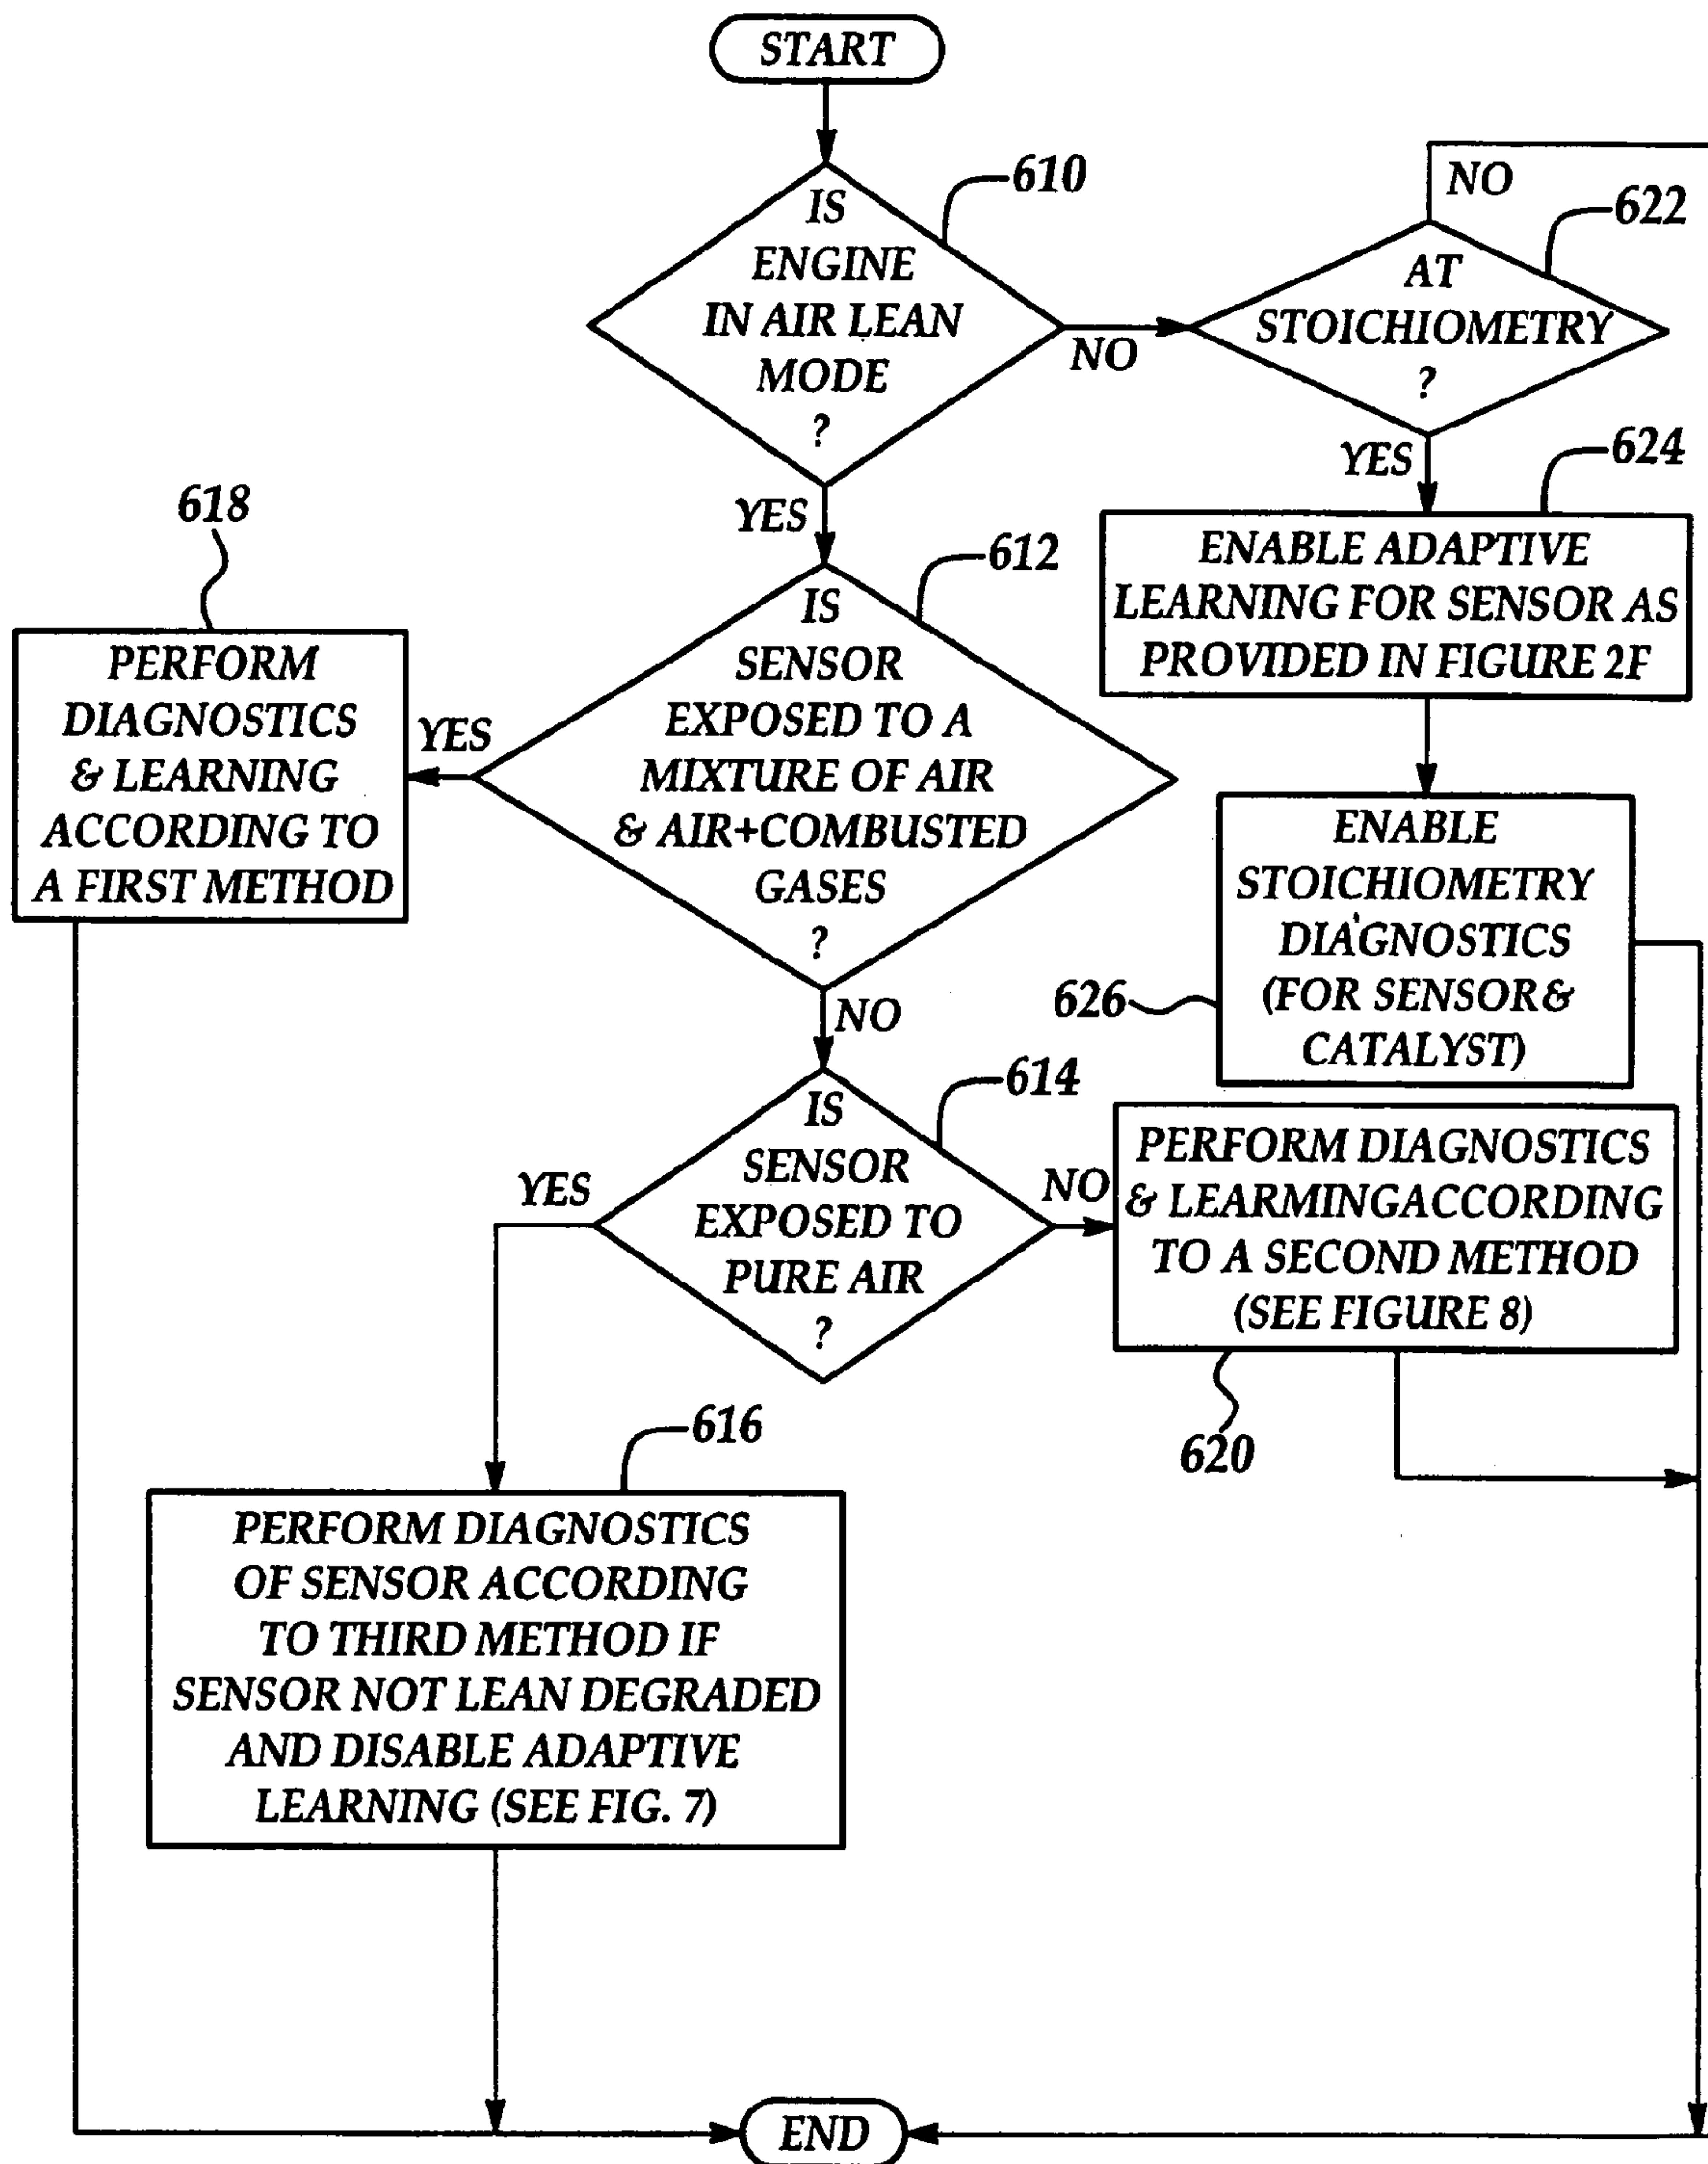 START
610
IS
ENGINE
IN AIR LEAN
MODE
?
NO
NO
622
AT
STOICHIOMETRY
?
YES
624
ENABLE ADAPTIVE
LEARNING FOR SENSOR AS
PROVIDED IN FIGURE 2F
YES
612
IS
SENSOR
EXPOSED TO A
MIXTURE OF AIR
& AIR+COMBUSTED
GASES
?
YES
618
PERFORM
DIAGNOSTICS
& LEARNING
ACCORDING TO
A FIRST METHOD
ENABLE
STOICHIOMETRY
DIAGNOSTICS
(FOR SENSOR&
CATALYST)
626
NO
614
IS
SENSOR
EXPOSED TO
PURE AIR
?
YES
NO
PERFORM DIAGNOSTICS
& LEARMINGACCORDING
TO A SECOND METHOD
(SEE FIGURE 8)
620
616
PERFORM DIAGNOSTICS
OF SENSOR ACCORDING
TO THIRD METHOD IF
SENSOR NOT LEAN DEGRADED
AND DISABLE ADAPTIVE
LEARNING (SEE FIG. 7)
END